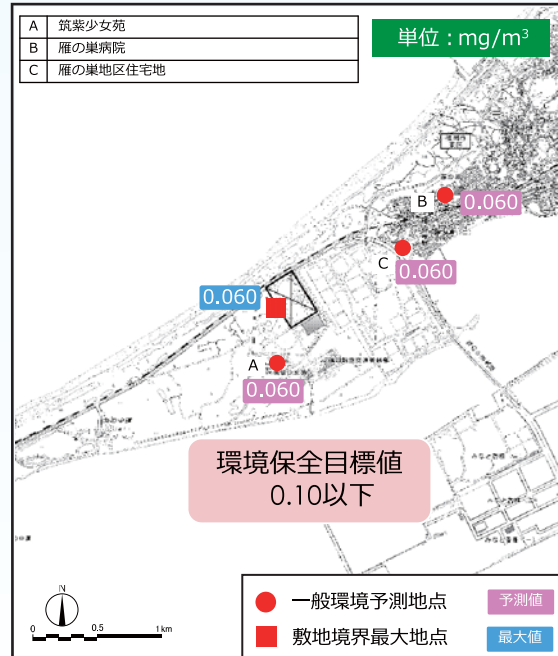 A 筑紫少女苑
B 雁の巣病院
C 雁の巣地区住宅地
単位：mg/m³
B
0.060
C
0.060
0.060
A
0.060
環境保全目標値
0.10以下
N
0 0.5 1km
一般環境予測地点 予測値
敷地境界最大地点 最大値